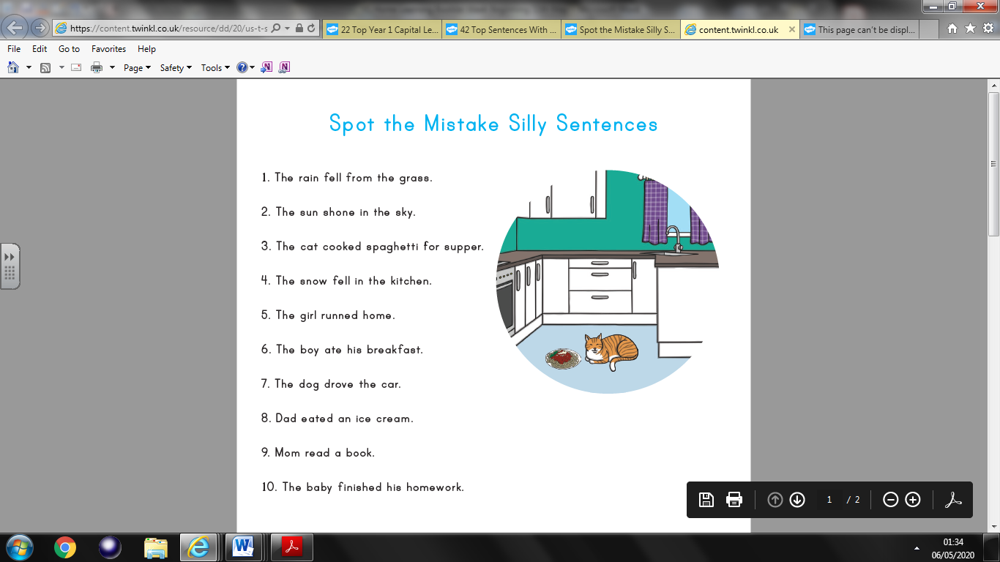 https://content.twinkl.co.uk/resource/dd/20/us-t-s
22 Top Year 1 Capital Le...
42 Top Sentences With ...
Spot the Mistake Silly S...
content.twinkl.co.uk
This page can't be displ...
File Edit Go to Favorites Help
Page Safety Tools
Spot the Mistake Silly Sentences
1. The rain fell from the grass.
2. The sun shone in the sky.
3. The cat cooked spaghetti for supper.
4. The snow fell in the kitchen.
5. The girl runned home.
6. The boy ate his breakfast.
7. The dog drove the car.
8. Dad eated an ice cream.
9. Mom read a book.
10. The baby finished his homework.
1 / 2
01:34
06/05/2020